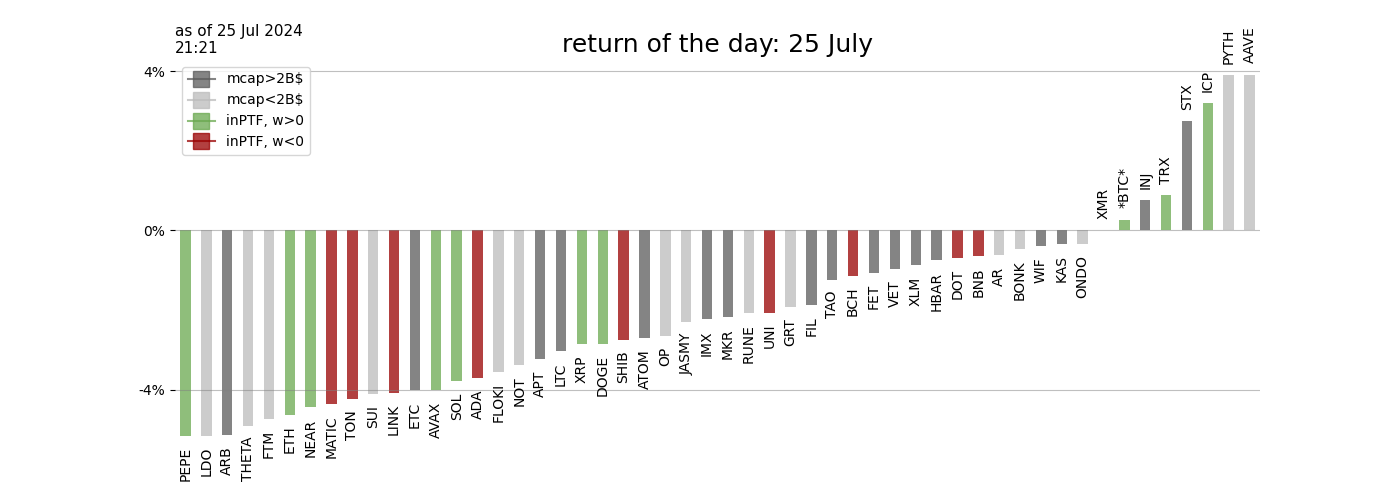 as of 25 Jul 2024
21:21
return of the day: 25 July
4%
0%
-4%
mcap>2B$
mcap<2B$
inPTF, w>0
inPTF, w<0
PEPE
LDO
ARB
THETA
FTM
ETH
NEAR
MATIC
TON
SUI
LINK
ETC
AVAX
SOL
ADA
FLOKI
NOT
APT
LTC
XRP
DOGE
SHIB
ATOM
OP
JASMY
IMX
MKR
RUNE
UNI
GRT
FIL
TAO
BCH
FET
VET
XLM
HBAR
DOT
BNB
AR
BONK
WIF
KAS
ONDO
XMR
*BTC*
INJ
TRX
STX
ICP
PYTH
AAVE